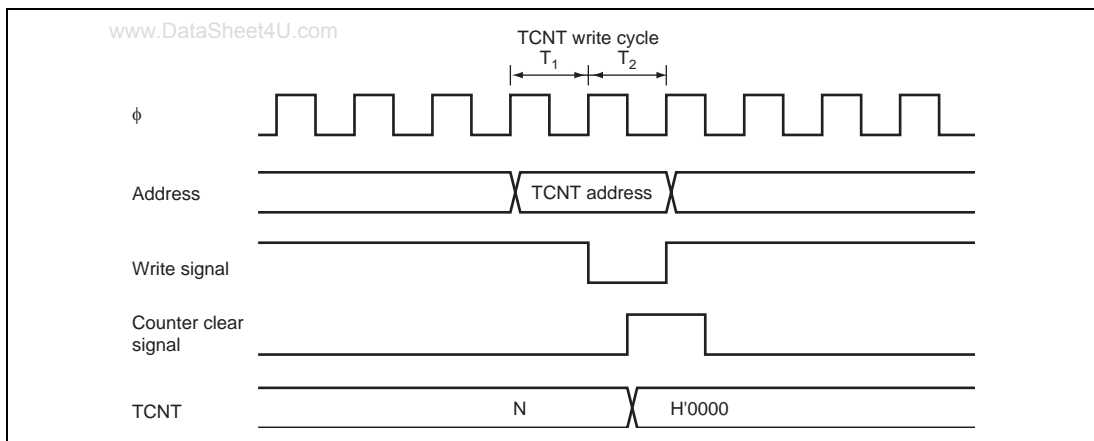 www.DataSheet4U.com
TCNT write cycle
T₁ T₂
ϕ
Address
TCNT address
Write signal
Counter clear
signal
TCNT
N
H'0000